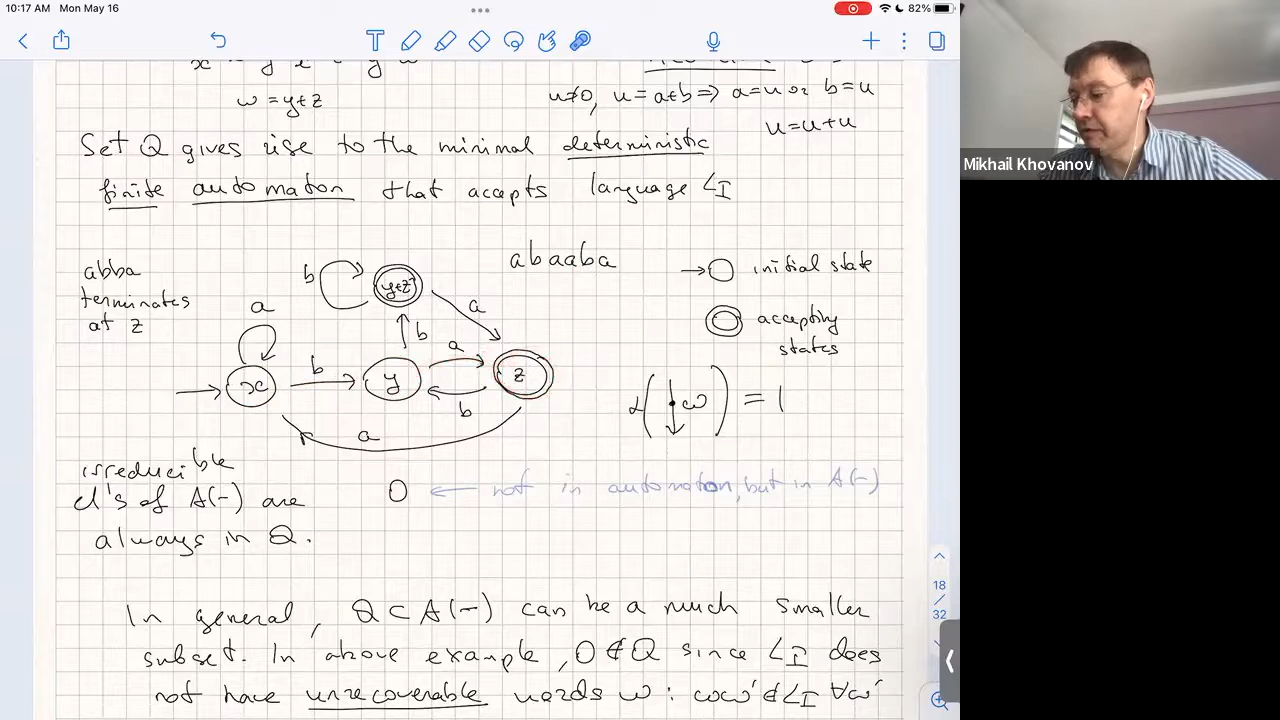 10:17 AM Mon May 16
82%
w = y+z
u≠0, u = a+b ⇒ a=u or b=u
u=u+u
Set Q gives rise to the minimal deterministic
finite automaton that accepts language L_I
abba
terminates
at z
abaaba
→○ initial state
accepting
states
b
y+z
a
a
b
a
x
b
y
z
b
a
α(↓ω) = 1
irreducible
el's of A(-) are
always in Q.
0 ← not in automaton, but in A(-)
In general, Q⊂A(-) can be a much smaller
subset. In above example, 0∉Q since L_I does
not have unrecoverable words ω: ωω'∉L_I ∀ω'
18
/
32
Mikhail Khovanov